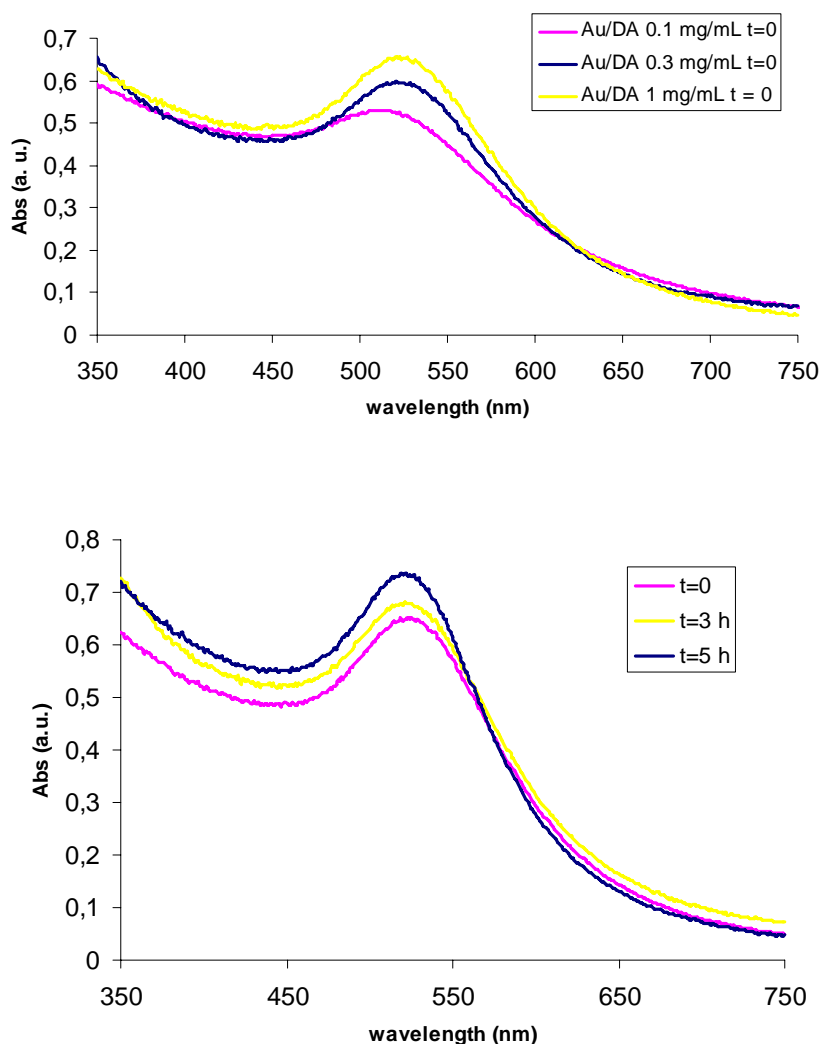 0,7
0,6
0,5
0,4
0,3
0,2
0,1
0
Abs (a. u.)
350 400 450 500 550 600 650 700 750
wavelength (nm)
Au/DA 0.1 mg/mL t=0
Au/DA 0.3 mg/mL t=0
Au/DA 1 mg/mL t = 0
0,8
0,7
0,6
0,5
0,4
0,3
0,2
0,1
0
Abs (a.u.)
350 450 550 650 750
wavelength (nm)
t=0
t=3 h
t=5 h